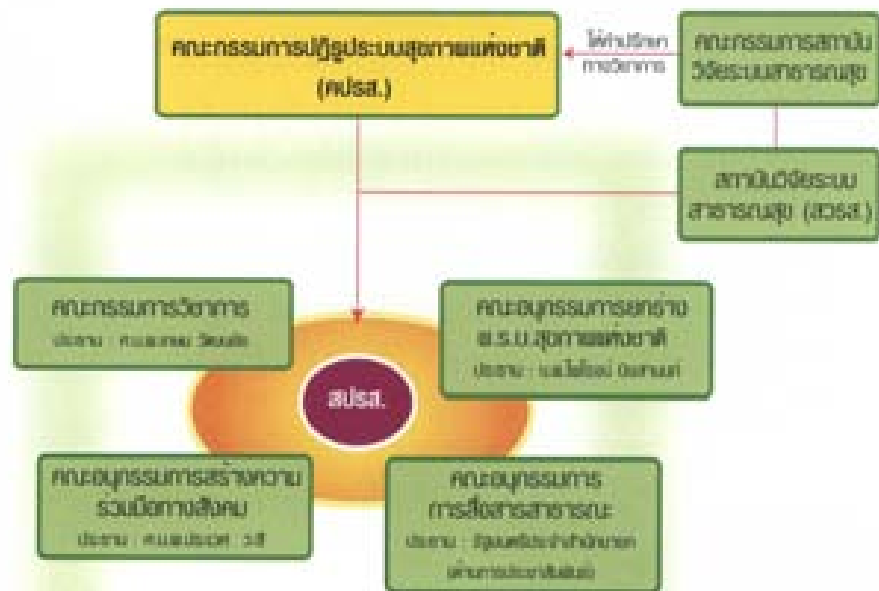 คณะกรรมการปฏิรูประบบสุขภาพแห่งชาติ
(คปรส.)
ให้คำปรึกษา
ทางวิชาการ
คณะกรรมการสถาบัน
วิจัยระบบสาธารณสุข
สถาบันวิจัยระบบ
สาธารณสุข (สวรส.)
คณะกรรมการวิชาการ
ประธาน : ศ.นพ.เกษม วัฒนชัย
คณะอนุกรรมการยกร่าง
พ.ร.บ.สุขภาพแห่งชาติ
ประธาน : นพ.ไพโรจน์ นิงสานนท์
สปรส.
คณะอนุกรรมการสร้างความ
ร่วมมือทางสังคม
ประธาน : ศ.นพ.ประเวศ วะสี
คณะอนุกรรมการ
การสื่อสารสาธารณะ
ประธาน : รัฐมนตรีประจำสำนักนายก
(ด้านการประชาสัมพันธ์)